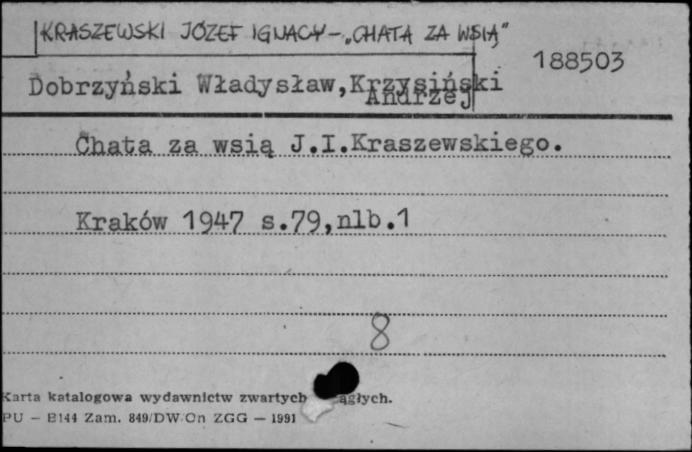 KRASZEWSKI JÓZEF IGNACY - „CHATA ZA WSIĄ"
188503
Dobrzyński Władysław, Krzysiński
Andrzej
Chata za wsią J.I.Kraszewskiego.
Kraków 1947 s.79,nlb.1
8
Karta katalogowa wydawnictw zwartych ągłych.
PU — B144 Zam. 849/DW/On ZGG — 1991